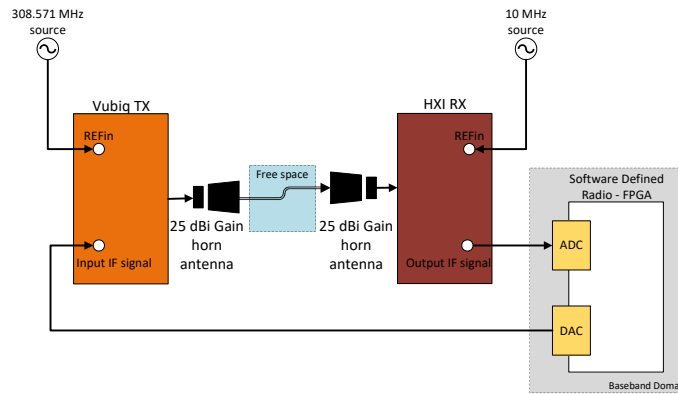 308.571 MHz
source
10 MHz
source
Vubiq TX
HXI RX
REFin
REFin
Free space
Software Defined
Radio - FPGA
25 dBi Gain
horn
antenna
25 dBi Gain
horn
antenna
ADC
Input IF signal
Output IF signal
DAC
Baseband Doma